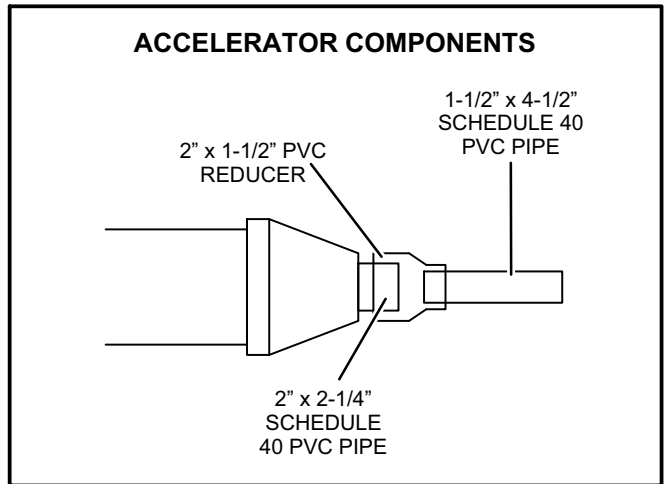 ACCELERATOR COMPONENTS
1-1/2” x 4-1/2”
SCHEDULE 40
PVC PIPE
2” x 1-1/2” PVC
REDUCER
2” x 2-1/4”
SCHEDULE
40 PVC PIPE